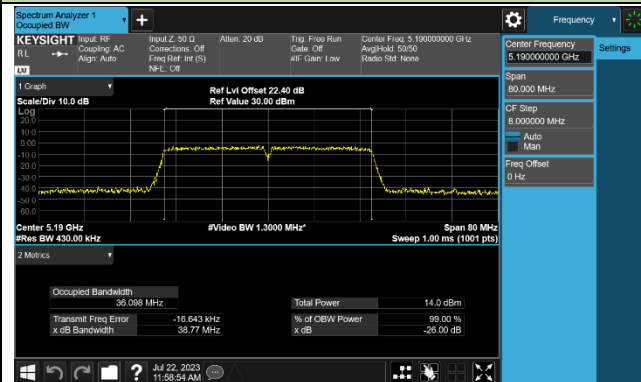 Spectrum Analyzer 1
Occupied BW
+
Frequency
KEYSIGHT
RL
LXI
Input: RF
Coupling: AC
Align: Auto
Input Z: 50 Ω
Corrections: Off
Freq Ref: Int (S)
NFE: Off
Atten: 20 dB
Trig: Free Run
Gate: Off
#IF Gain: Low
Center Freq: 5.190000000 GHz
Avg|Hold: 50/50
Radio Std: None
Center Frequency
5.190000000 GHz
Settings
Span
80.000 MHz
CF Step
8.000000 MHz
Auto
Man
Freq Offset
0 Hz
1 Graph
Scale/Div 10.0 dB
Ref Lvl Offset 22.40 dB
Ref Value 30.00 dBm
Log
20.0
10.0
0.00
-10.0
-20.0
-30.0
-40.0
-50.0
-60.0
Center 5.19 GHz
#Res BW 430.00 kHz
#Video BW 1.3000 MHz*
Span 80 MHz
Sweep 1.00 ms (1001 pts)
2 Metrics
Occupied Bandwidth
36.098 MHz
Total Power 14.0 dBm
Transmit Freq Error -16.643 kHz
% of OBW Power 99.00 %
x dB Bandwidth 38.77 MHz
x dB -26.00 dB
?
Jul 22, 2023
11:58:54 AM